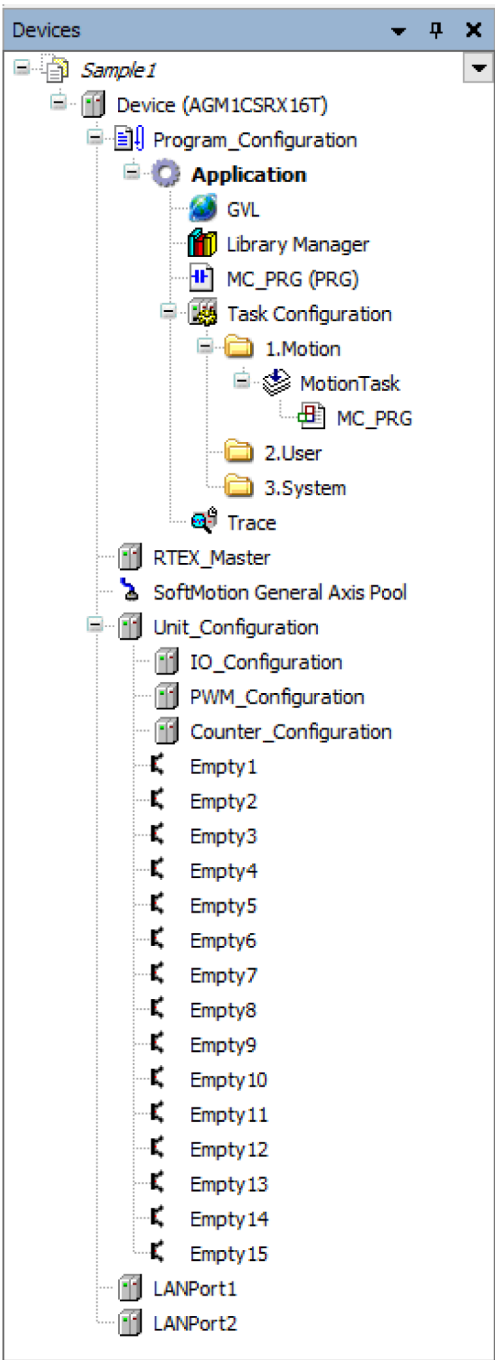 Devices
Sample1
Device (AGM1CSRX16T)
Program_Configuration
Application
GVL
Library Manager
MC_PRG (PRG)
Task Configuration
1.Motion
MotionTask
MC_PRG
2.User
3.System
Trace
RTEX_Master
SoftMotion General Axis Pool
Unit_Configuration
IO_Configuration
PWM_Configuration
Counter_Configuration
Empty1
Empty2
Empty3
Empty4
Empty5
Empty6
Empty7
Empty8
Empty9
Empty10
Empty11
Empty12
Empty13
Empty14
Empty15
LANPort1
LANPort2